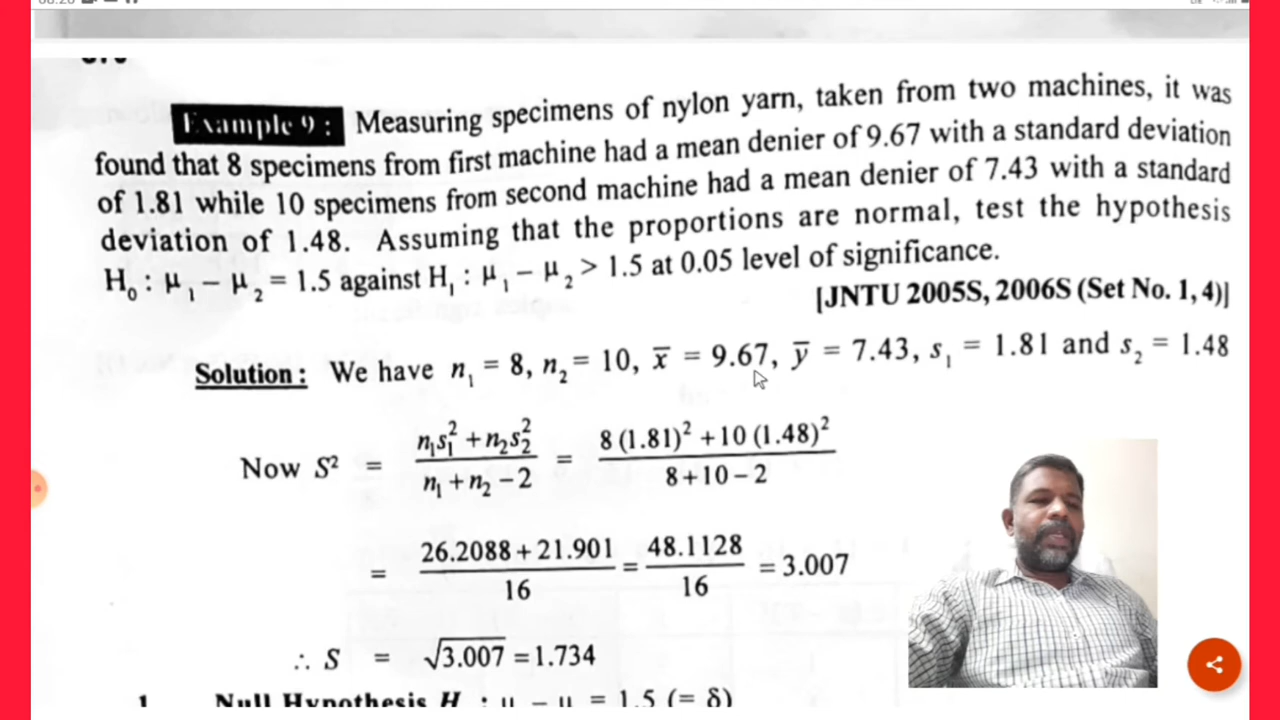 Example 9 : Measuring specimens of nylon yarn, taken from two machines, it was
found that 8 specimens from first machine had a mean denier of 9.67 with a standard deviation
of 1.81 while 10 specimens from second machine had a mean denier of 7.43 with a standard
deviation of 1.48. Assuming that the proportions are normal, test the hypothesis
H₀ : μ₁ − μ₂ = 1.5 against H₁ : μ₁ − μ₂ > 1.5 at 0.05 level of significance.
[JNTU 2005S, 2006S (Set No. 1, 4)]
Solution : We have n₁ = 8, n₂ = 10, x̄ = 9.67, ȳ = 7.43, s₁ = 1.81 and s₂ = 1.48
Now S² = (n₁s₁² + n₂s₂²) / (n₁ + n₂ − 2) = (8 (1.81)² + 10 (1.48)²) / (8 + 10 − 2)
= (26.2088 + 21.901) / 16 = 48.1128 / 16 = 3.007
∴ S = √3.007 = 1.734
1 Null Hypothesis H : μ − μ = 1.5 (= δ)